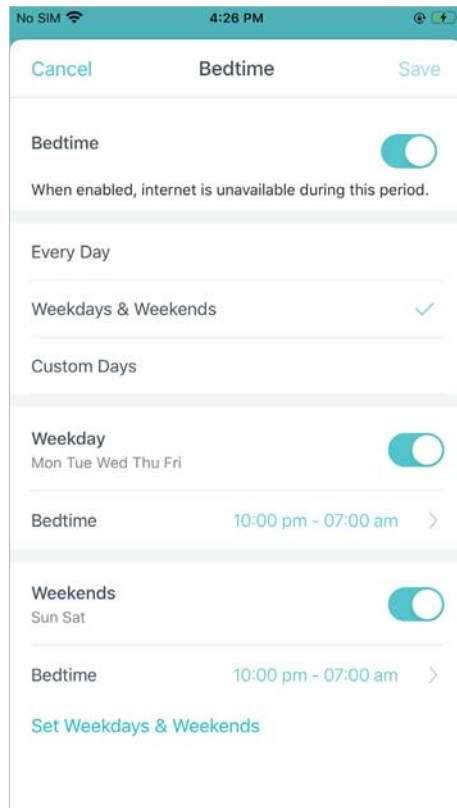 No SIM 4:26 PM
Cancel Bedtime Save
Bedtime
When enabled, internet is unavailable during this period.
Every Day
Weekdays & Weekends
Custom Days
Weekday
Mon Tue Wed Thu Fri
Bedtime 10:00 pm - 07:00 am
Weekends
Sun Sat
Bedtime 10:00 pm - 07:00 am
Set Weekdays & Weekends